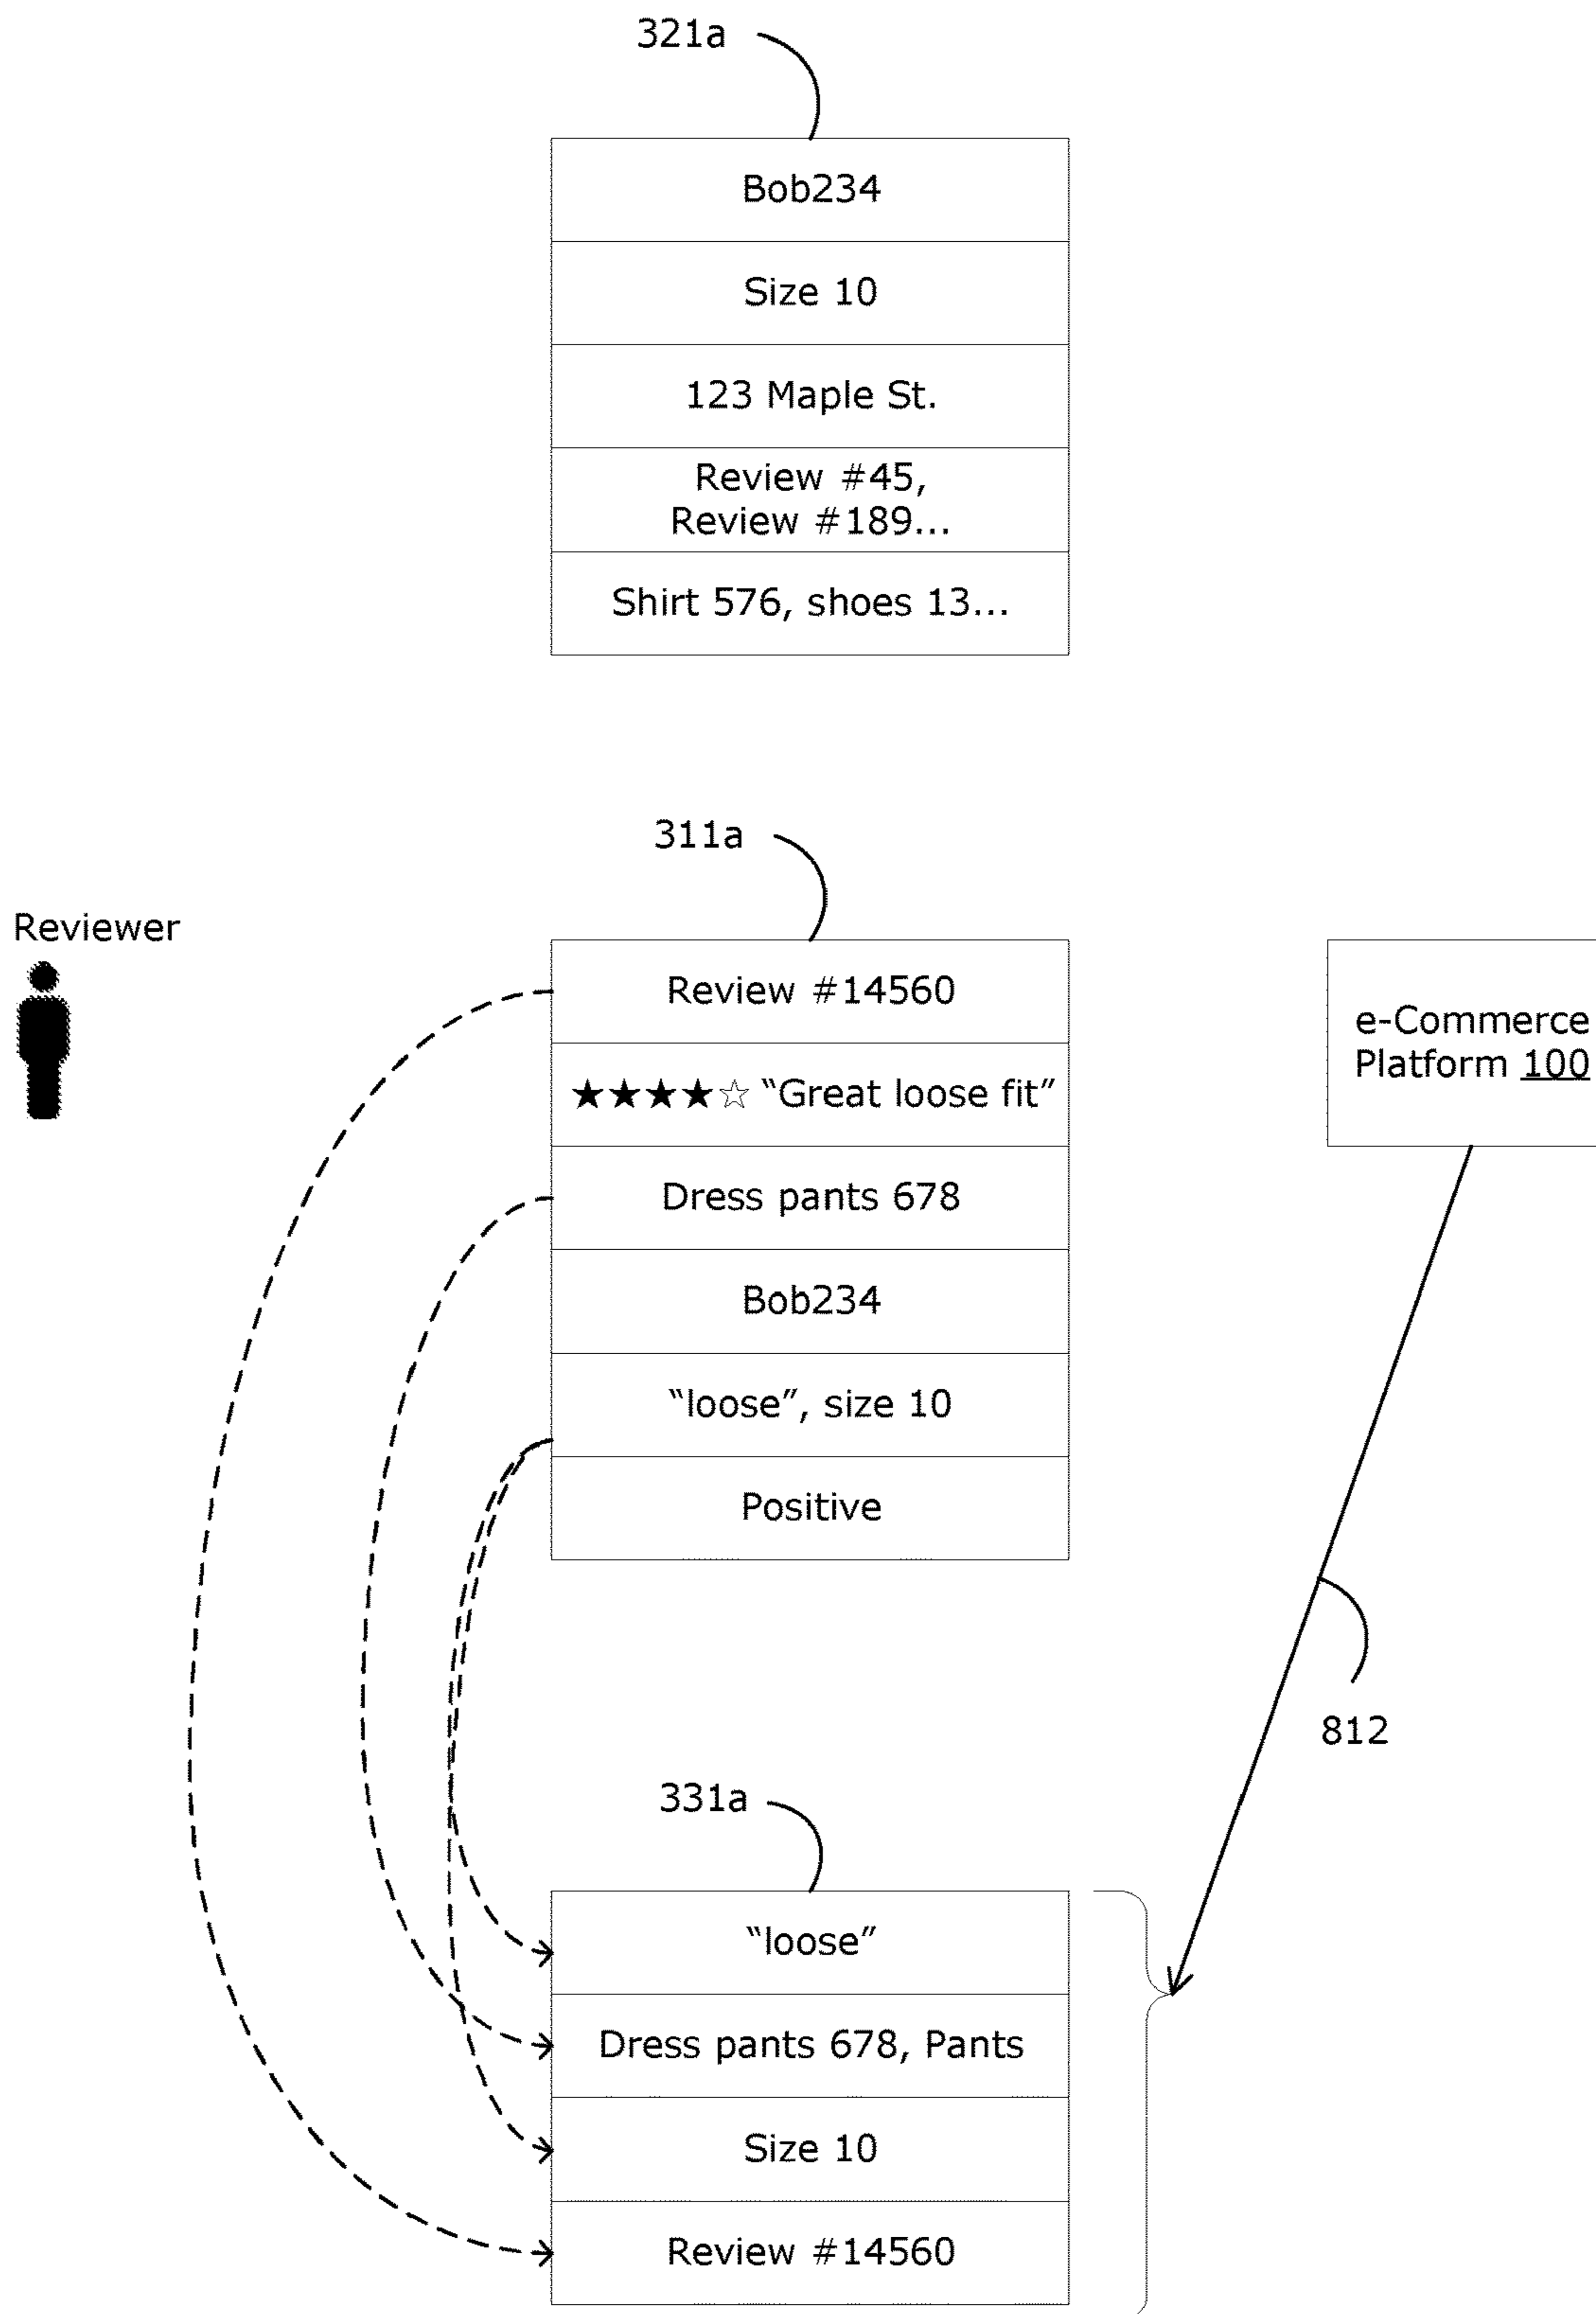 321a
Bob234
Size 10
123 Maple St.
Review #45,
Review #189...
Shirt 576, shoes 13...
311a
Reviewer
Review #14560
★★★★☆ “Great loose fit”
Dress pants 678
Bob234
“loose”, size 10
Positive
e-Commerce
Platform 100
812
331a
“loose”
Dress pants 678, Pants
Size 10
Review #14560